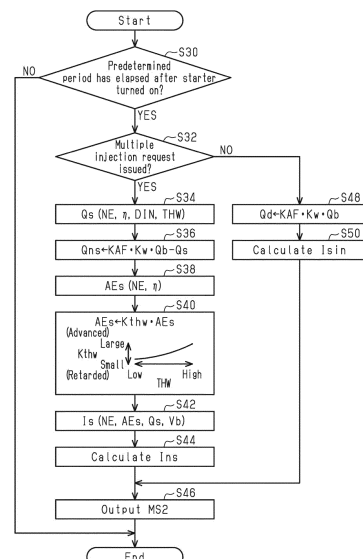 Start
S30
Predetermined
period has elapsed after starter
turned on?
NO
YES
S32
Multiple
injection request
issued?
NO
YES
S34
Qs (NE, η, DIN, THW)
S36
Qns←KAF·Kw·Qb-Qs
S38
AEs (NE, η)
S40
AEs←Kthw·AEs
(Advanced)
Large
Kthw
Small
(Retarded)
Low
High
THW
S42
Is (NE, AEs, Qs, Vb)
S44
Calculate Ins
S46
Output MS2
S48
Qd←KAF·Kw·Qb
S50
Calculate Isin
End